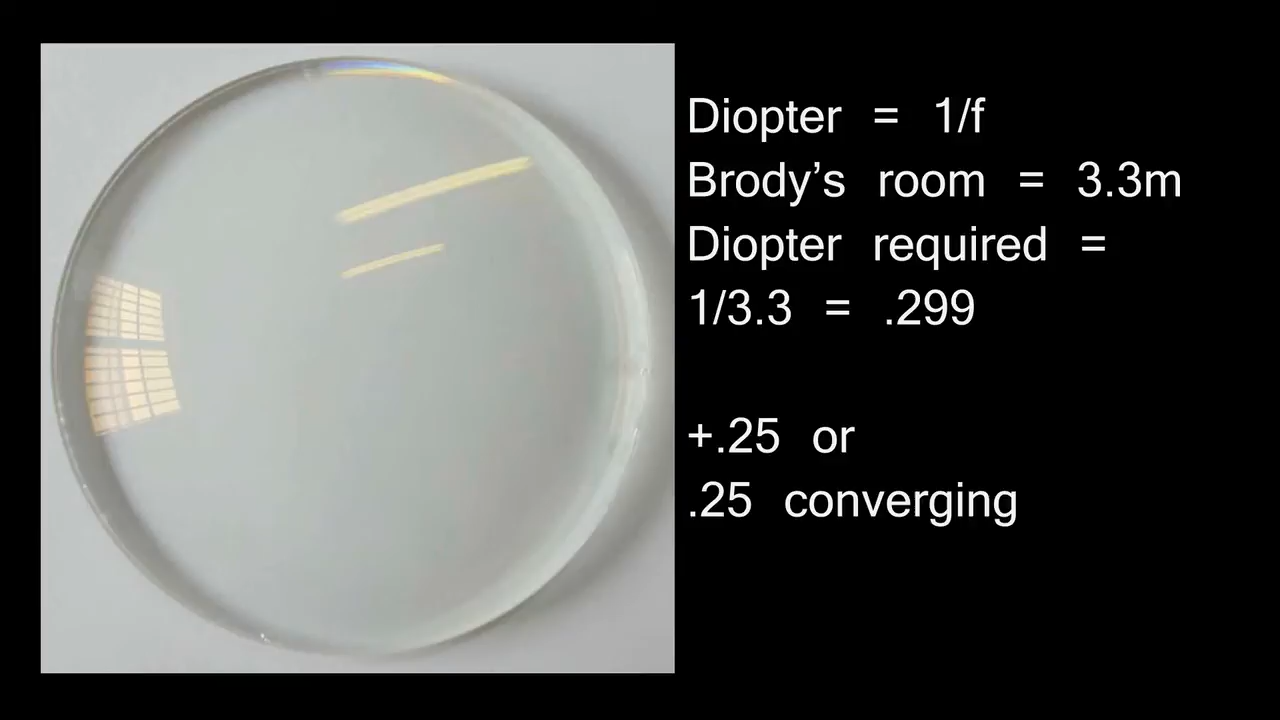 Diopter = 1/f
Brody’s room = 3.3m
Diopter required =
1/3.3 = .299
+.25 or
.25 converging